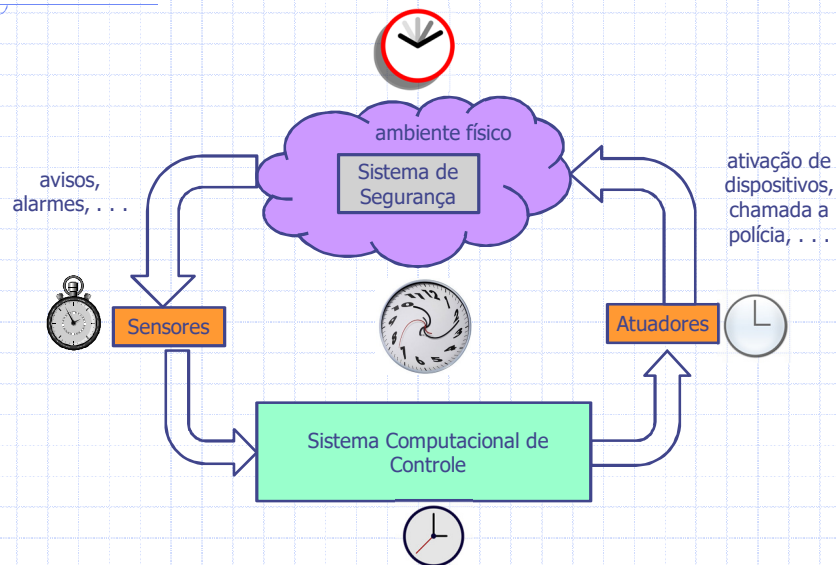 ambiente físico
Sistema de
Segurança
avisos,
alarmes, . . .
ativação de
dispositivos,
chamada a
polícia, . . .
Sensores
Atuadores
Sistema Computacional de
Controle